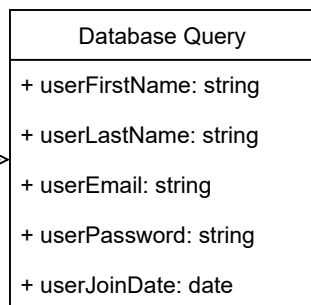 Database Query
+ userFirstName: string
+ userLastName: string
+ userEmail: string
+ userPassword: string
+ userJoinDate: date